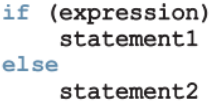 if (expression)
    statement1
else
    statement2